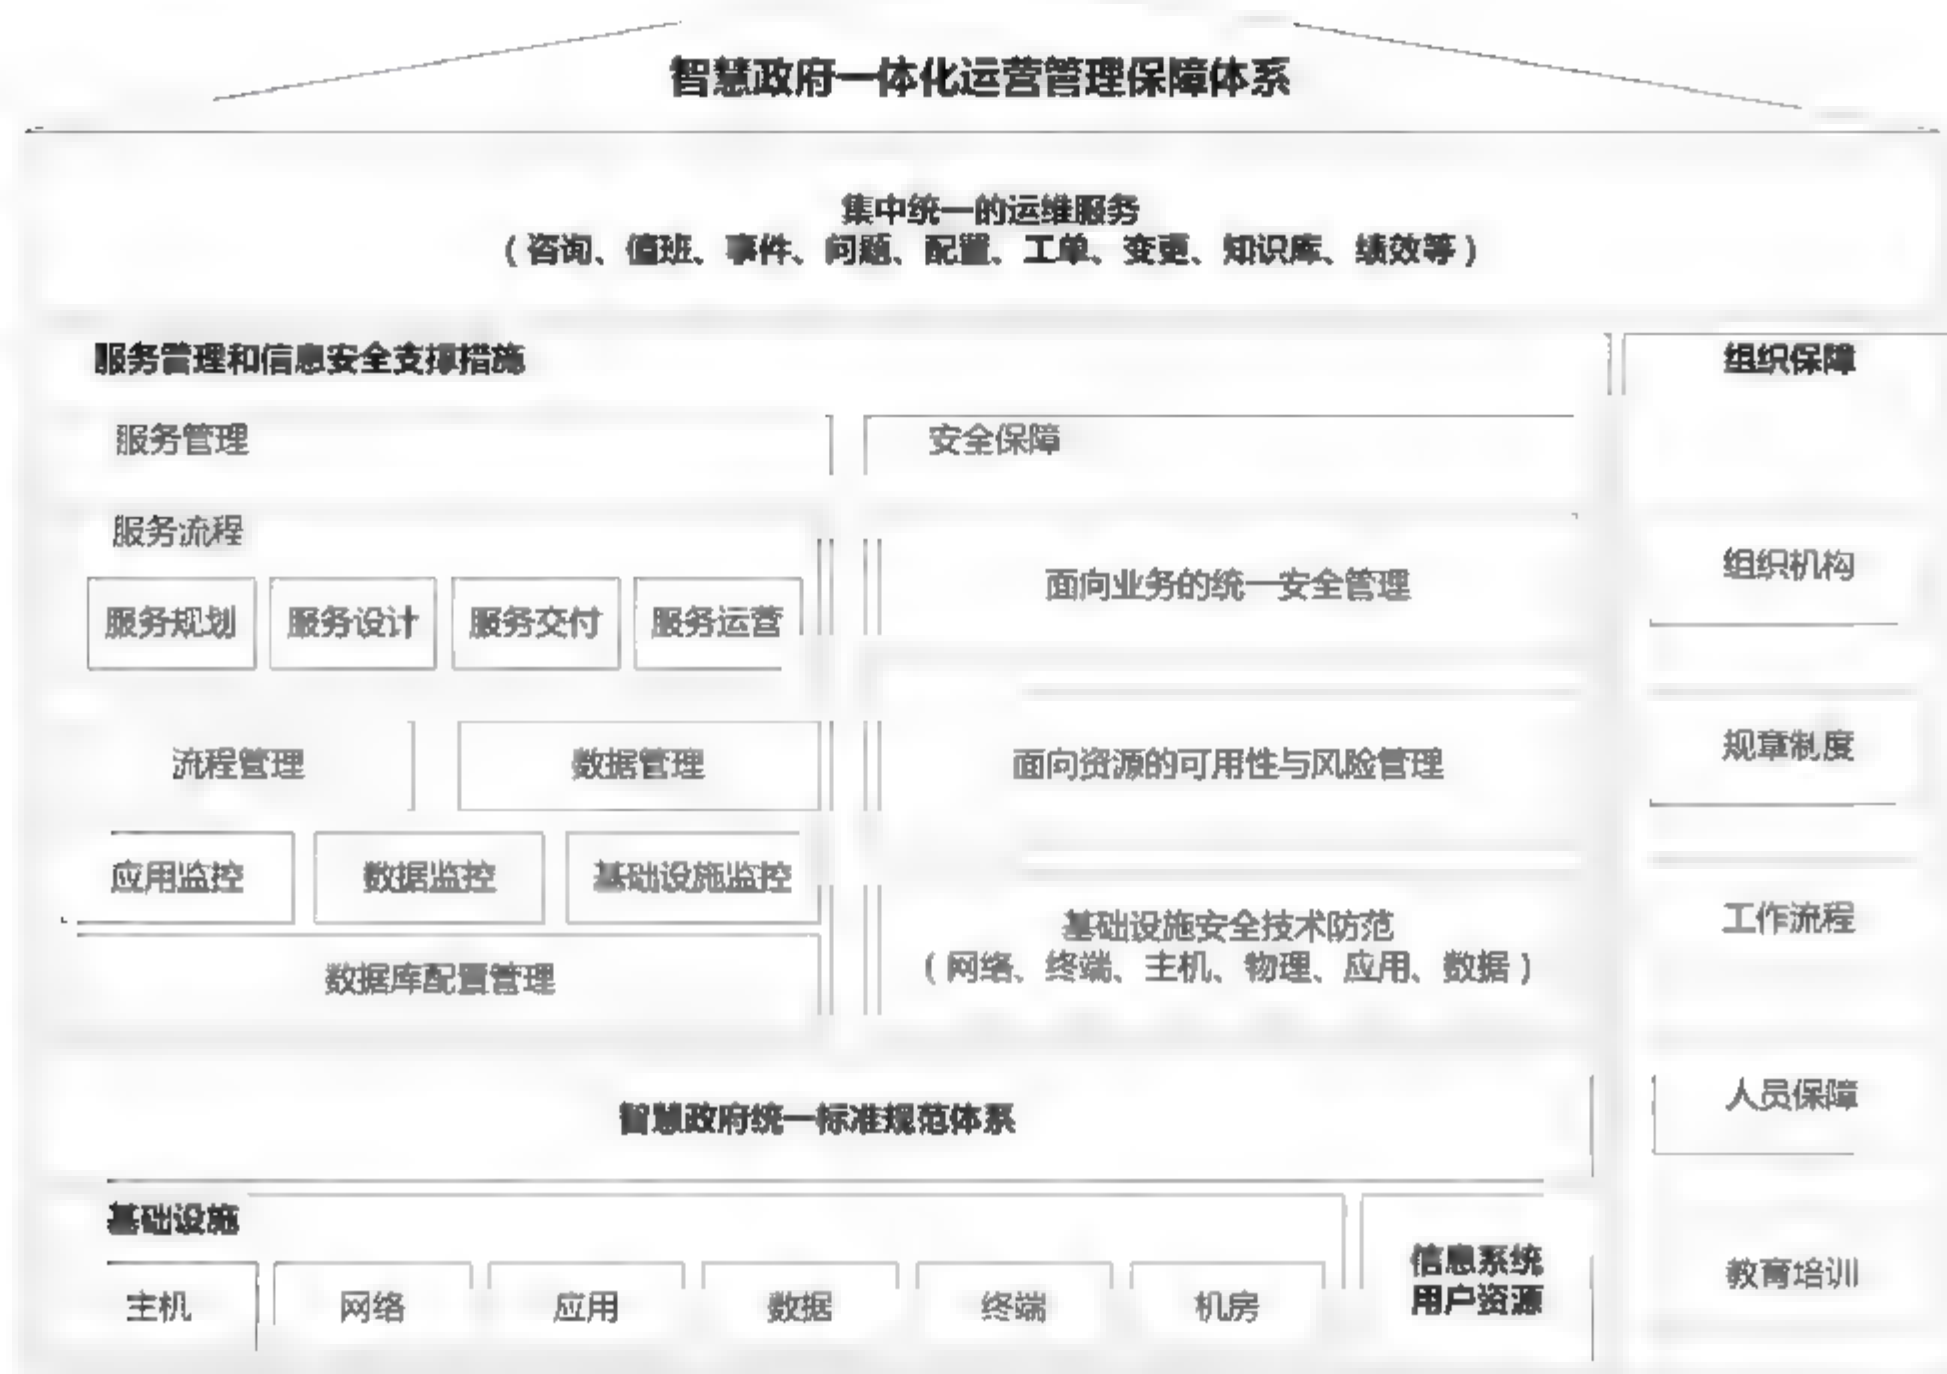 智慧政府一体化运营管理保障体系
集中统一的运维服务
（咨询、值班、事件、问题、配置、工单、变更、知识库、绩效等）
服务管理和信息安全支撑措施
服务管理
服务流程
服务规划
服务设计
服务交付
服务运营
流程管理
数据管理
应用监控
数据监控
基础设施监控
数据库配置管理
安全保障
面向业务的统一安全管理
面向资源的可用性与风险管理
基础设施安全技术防范
（网络、终端、主机、物理、应用、数据）
组织保障
组织机构
规章制度
工作流程
人员保障
教育培训
智慧政府统一标准规范体系
基础设施
主机
网络
应用
数据
终端
机房
信息系统
用户资源